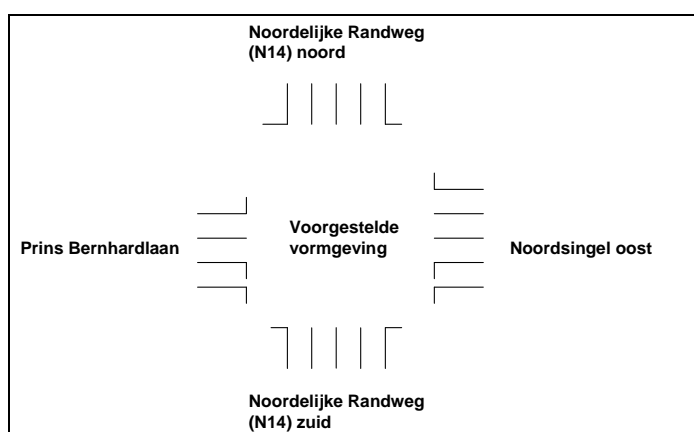 Noordelijke Randweg
(N14) noord
Voorgestelde
vormgeving
Prins Bernhardlaan
Noordsingel oost
Noordelijke Randweg
(N14) zuid